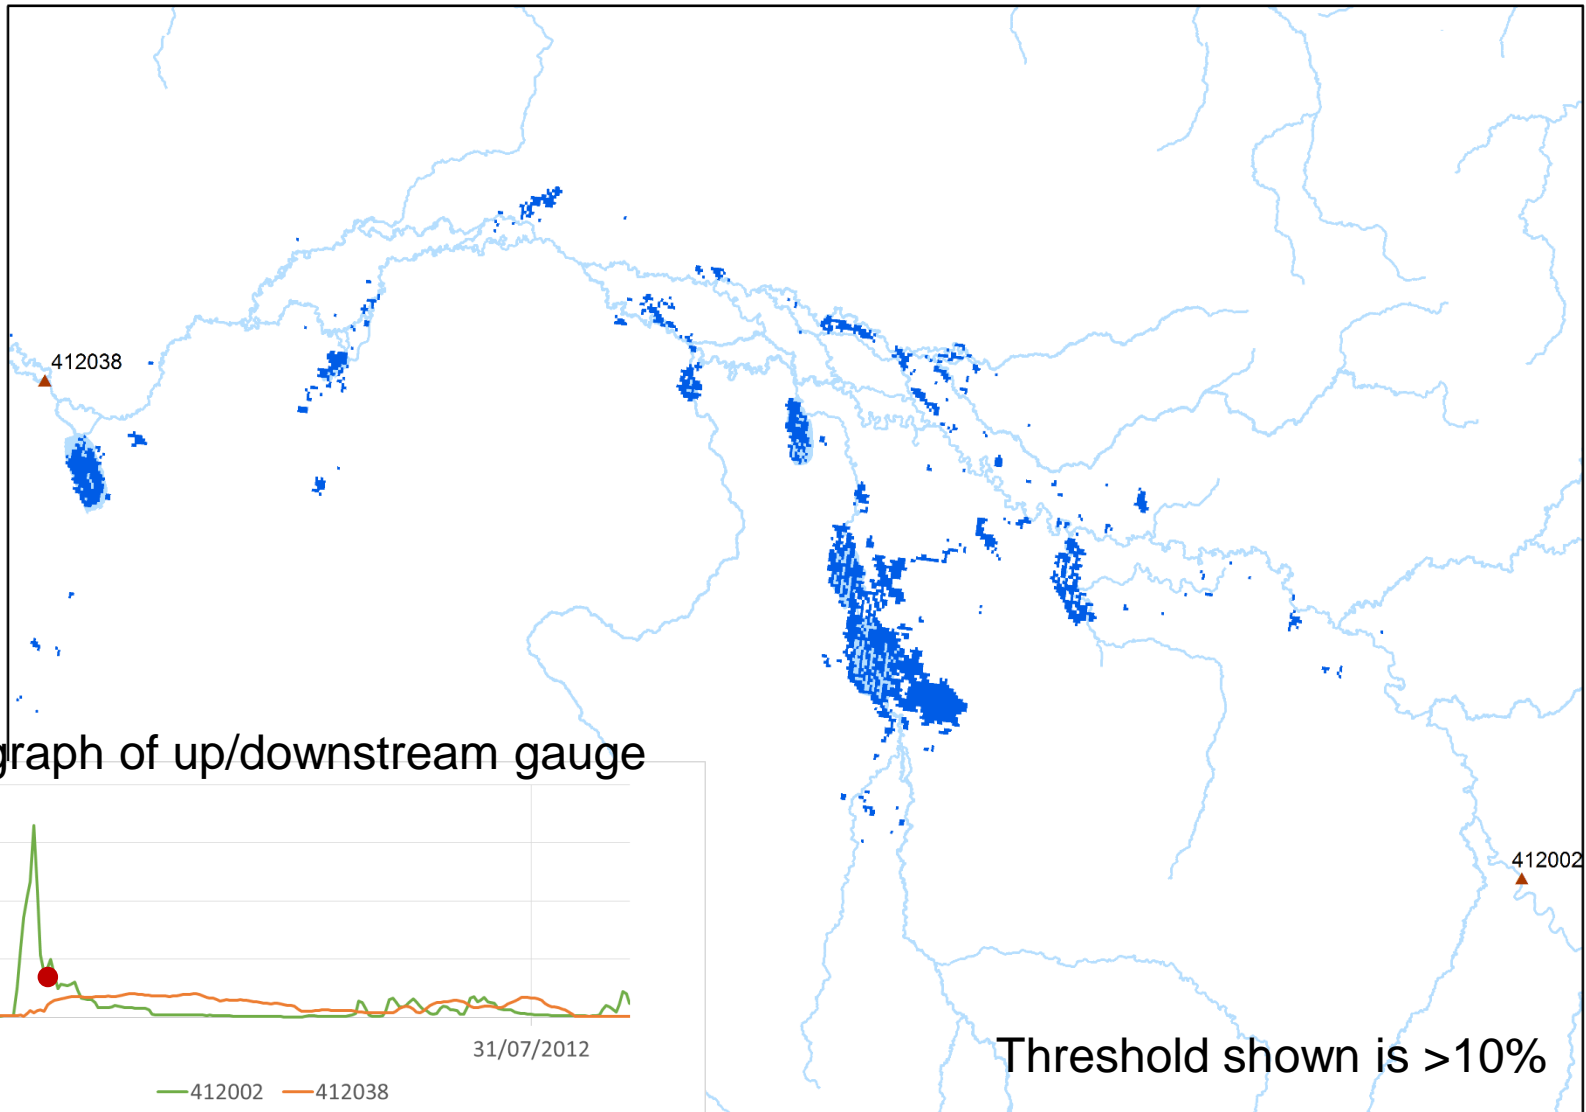 412038
graph of up/downstream gauge
412002
31/07/2012
Threshold shown is >10%
412002 412038